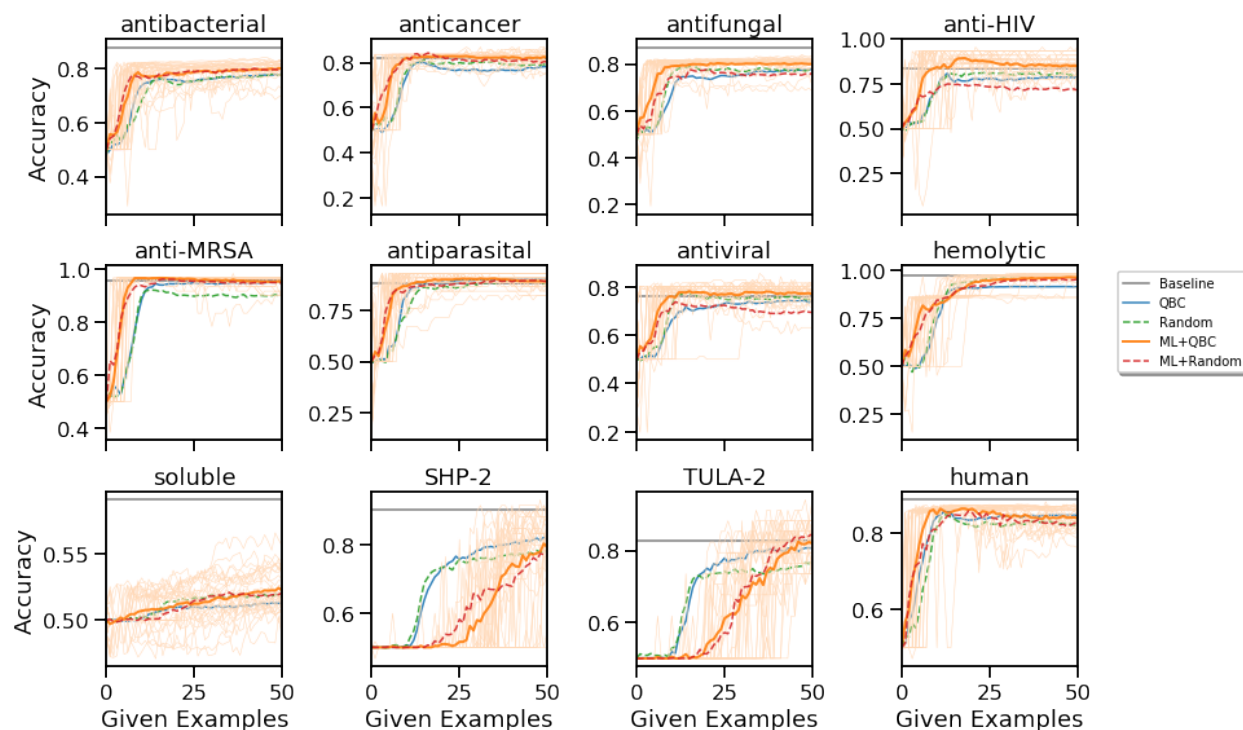 antibacterial
anticancer
antifungal
anti-HIV
Accuracy
0.8
0.6
0.4
0.8
0.6
0.4
0.2
0.8
0.6
0.4
0.2
1.00
0.75
0.50
0.25
anti-MRSA
antiparasital
antiviral
hemolytic
Accuracy
1.0
0.8
0.6
0.4
0.75
0.50
0.25
0.8
0.6
0.4
0.2
1.00
0.75
0.50
0.25
Baseline
QBC
Random
ML+QBC
ML+Random
soluble
SHP-2
TULA-2
human
Accuracy
0.55
0.50
0.8
0.6
0.8
0.6
0.8
0.6
0 25 50
0 25 50
0 25 50
0 25 50
Given Examples
Given Examples
Given Examples
Given Examples